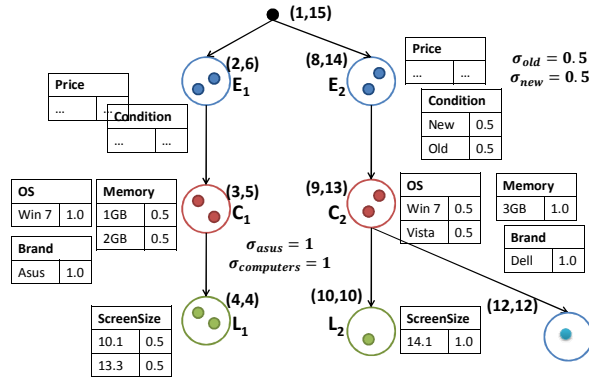 (1,15)
(2,6)
E1
(8,14)
E2
Price
... ...
Condition
... ...
Price
... ...
Condition
New 0.5
Old 0.5
σold = 0.5
σnew = 0.5
(3,5)
C1
(9,13)
C2
OS
Win 7 1.0
Memory
1GB 0.5
2GB 0.5
Brand
Asus 1.0
σasus = 1
σcomputers = 1
OS
Win 7 0.5
Vista 0.5
Memory
3GB 1.0
Brand
Dell 1.0
(4,4)
L1
(10,10)
L2
(12,12)
ScreenSize
10.1 0.5
13.3 0.5
ScreenSize
14.1 1.0